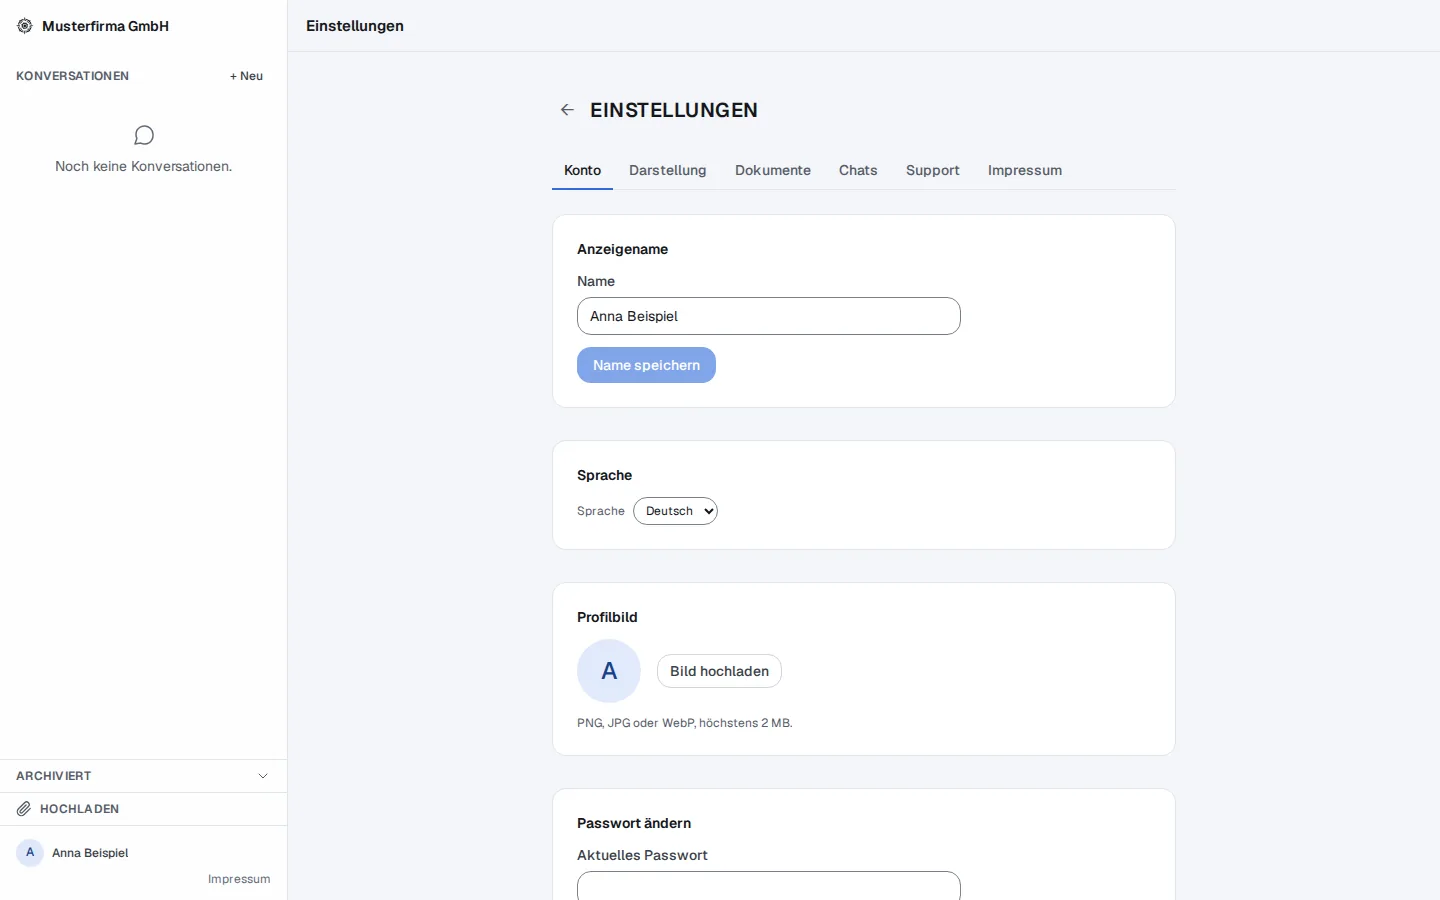 Musterfirma GmbH
Einstellungen
KONVERSATIONEN
+ Neu
Noch keine Konversationen.
EINSTELLUNGEN
Konto
Darstellung
Dokumente
Chats
Support
Impressum
Anzeigename
Name
Anna Beispiel
Name speichern
Sprache
Sprache
Deutsch
Profilbild
A
Bild hochladen
PNG, JPG oder WebP, höchstens 2 MB.
Passwort ändern
Aktuelles Passwort
ARCHIVIERT
HOCHLADEN
A
Anna Beispiel
Impressum